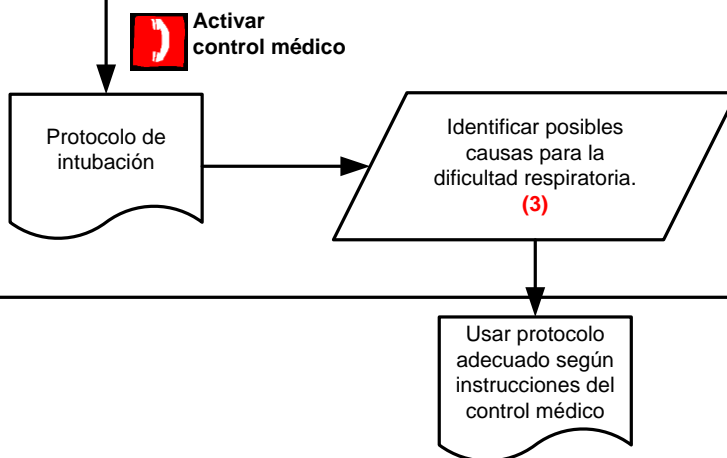 Activar
control médico
Protocolo de
intubación
Identificar posibles
causas para la
dificultad respiratoria.
(3)
Usar protocolo
adecuado según
instrucciones del
control médico